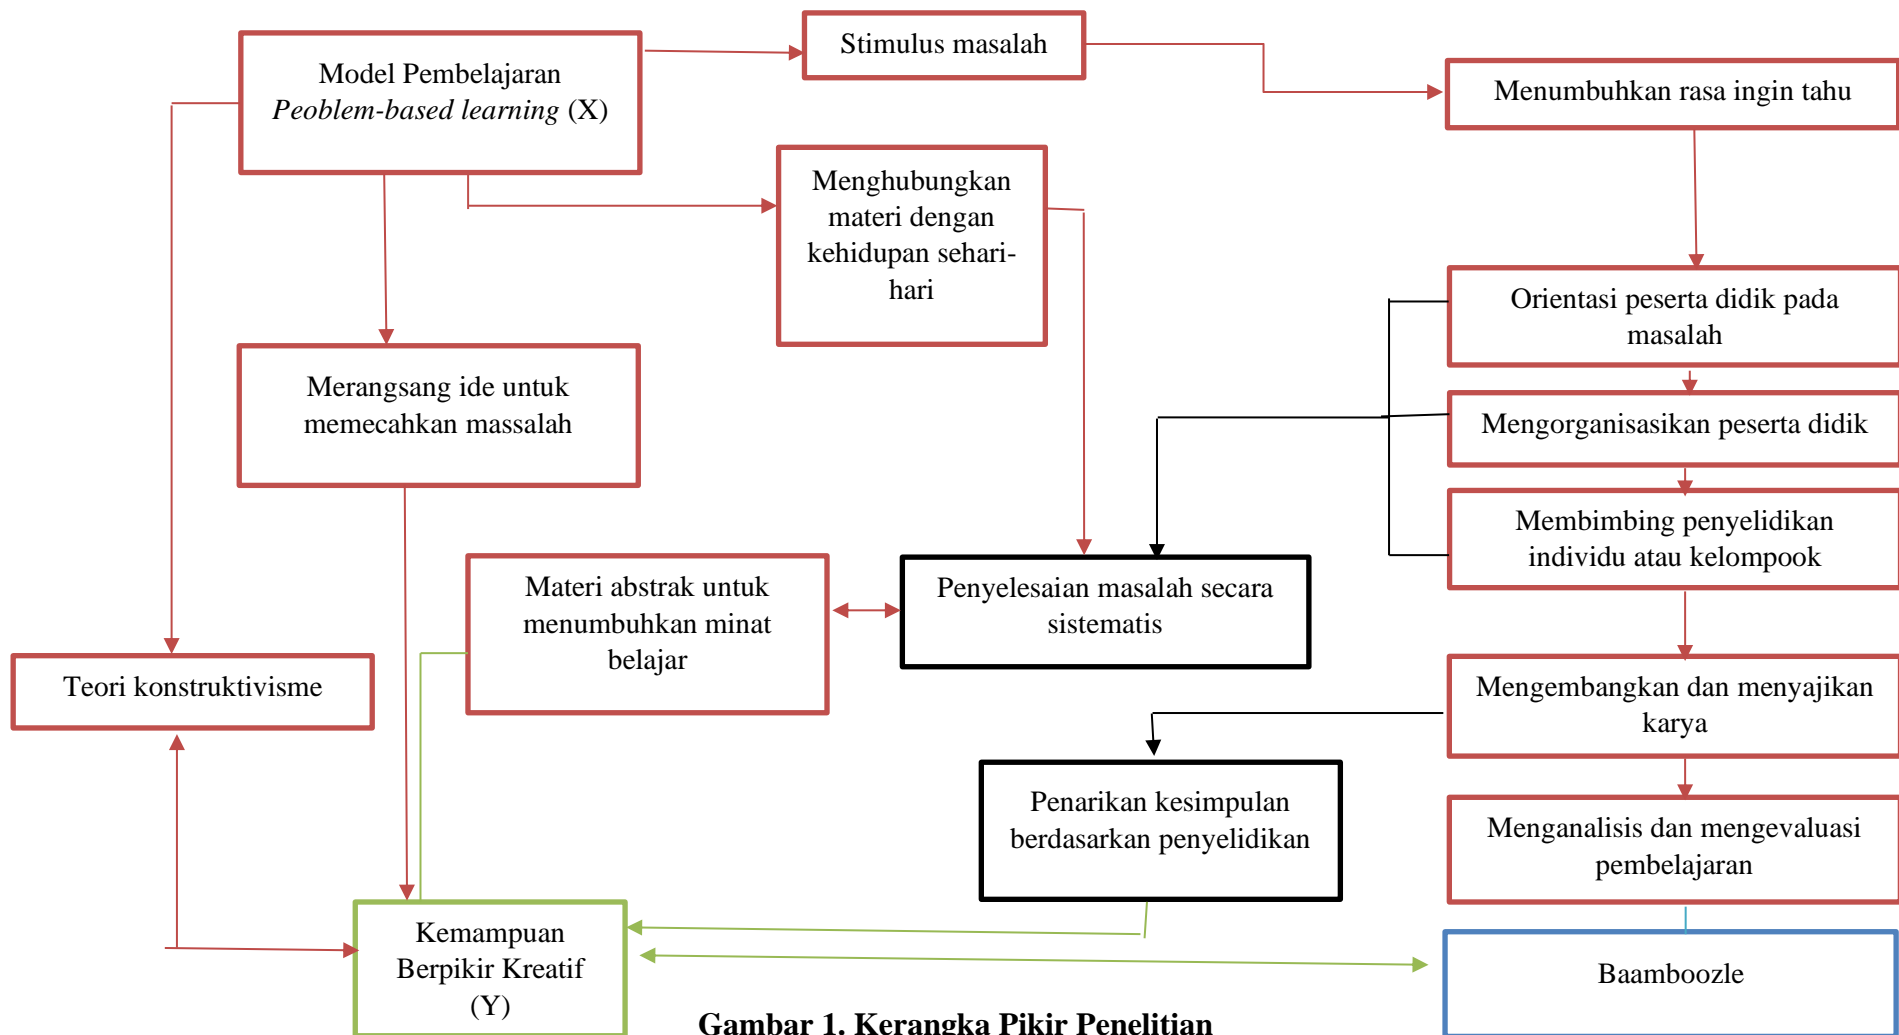 Stimulus masalah
Model Pembelajaran
Peoblem-based learning (X)
Menumbuhkan rasa ingin tahu
Menghubungkan
materi dengan
kehidupan sehari-
hari
Orientasi peserta didik pada
masalah
Merangsang ide untuk
memecahkan massalah
Mengorganisasikan peserta didik
Membimbing penyelidikan
individu atau kelompook
Materi abstrak untuk
menumbuhkan minat
belajar
Penyelesaian masalah secara
sistematis
Teori konstruktivisme
Mengembangkan dan menyajikan
karya
Penarikan kesimpulan
berdasarkan penyelidikan
Menganalisis dan mengevaluasi
pembelajaran
Kemampuan
Berpikir Kreatif
(Y)
Baamboozle
Gambar 1. Kerangka Pikir Penelitian